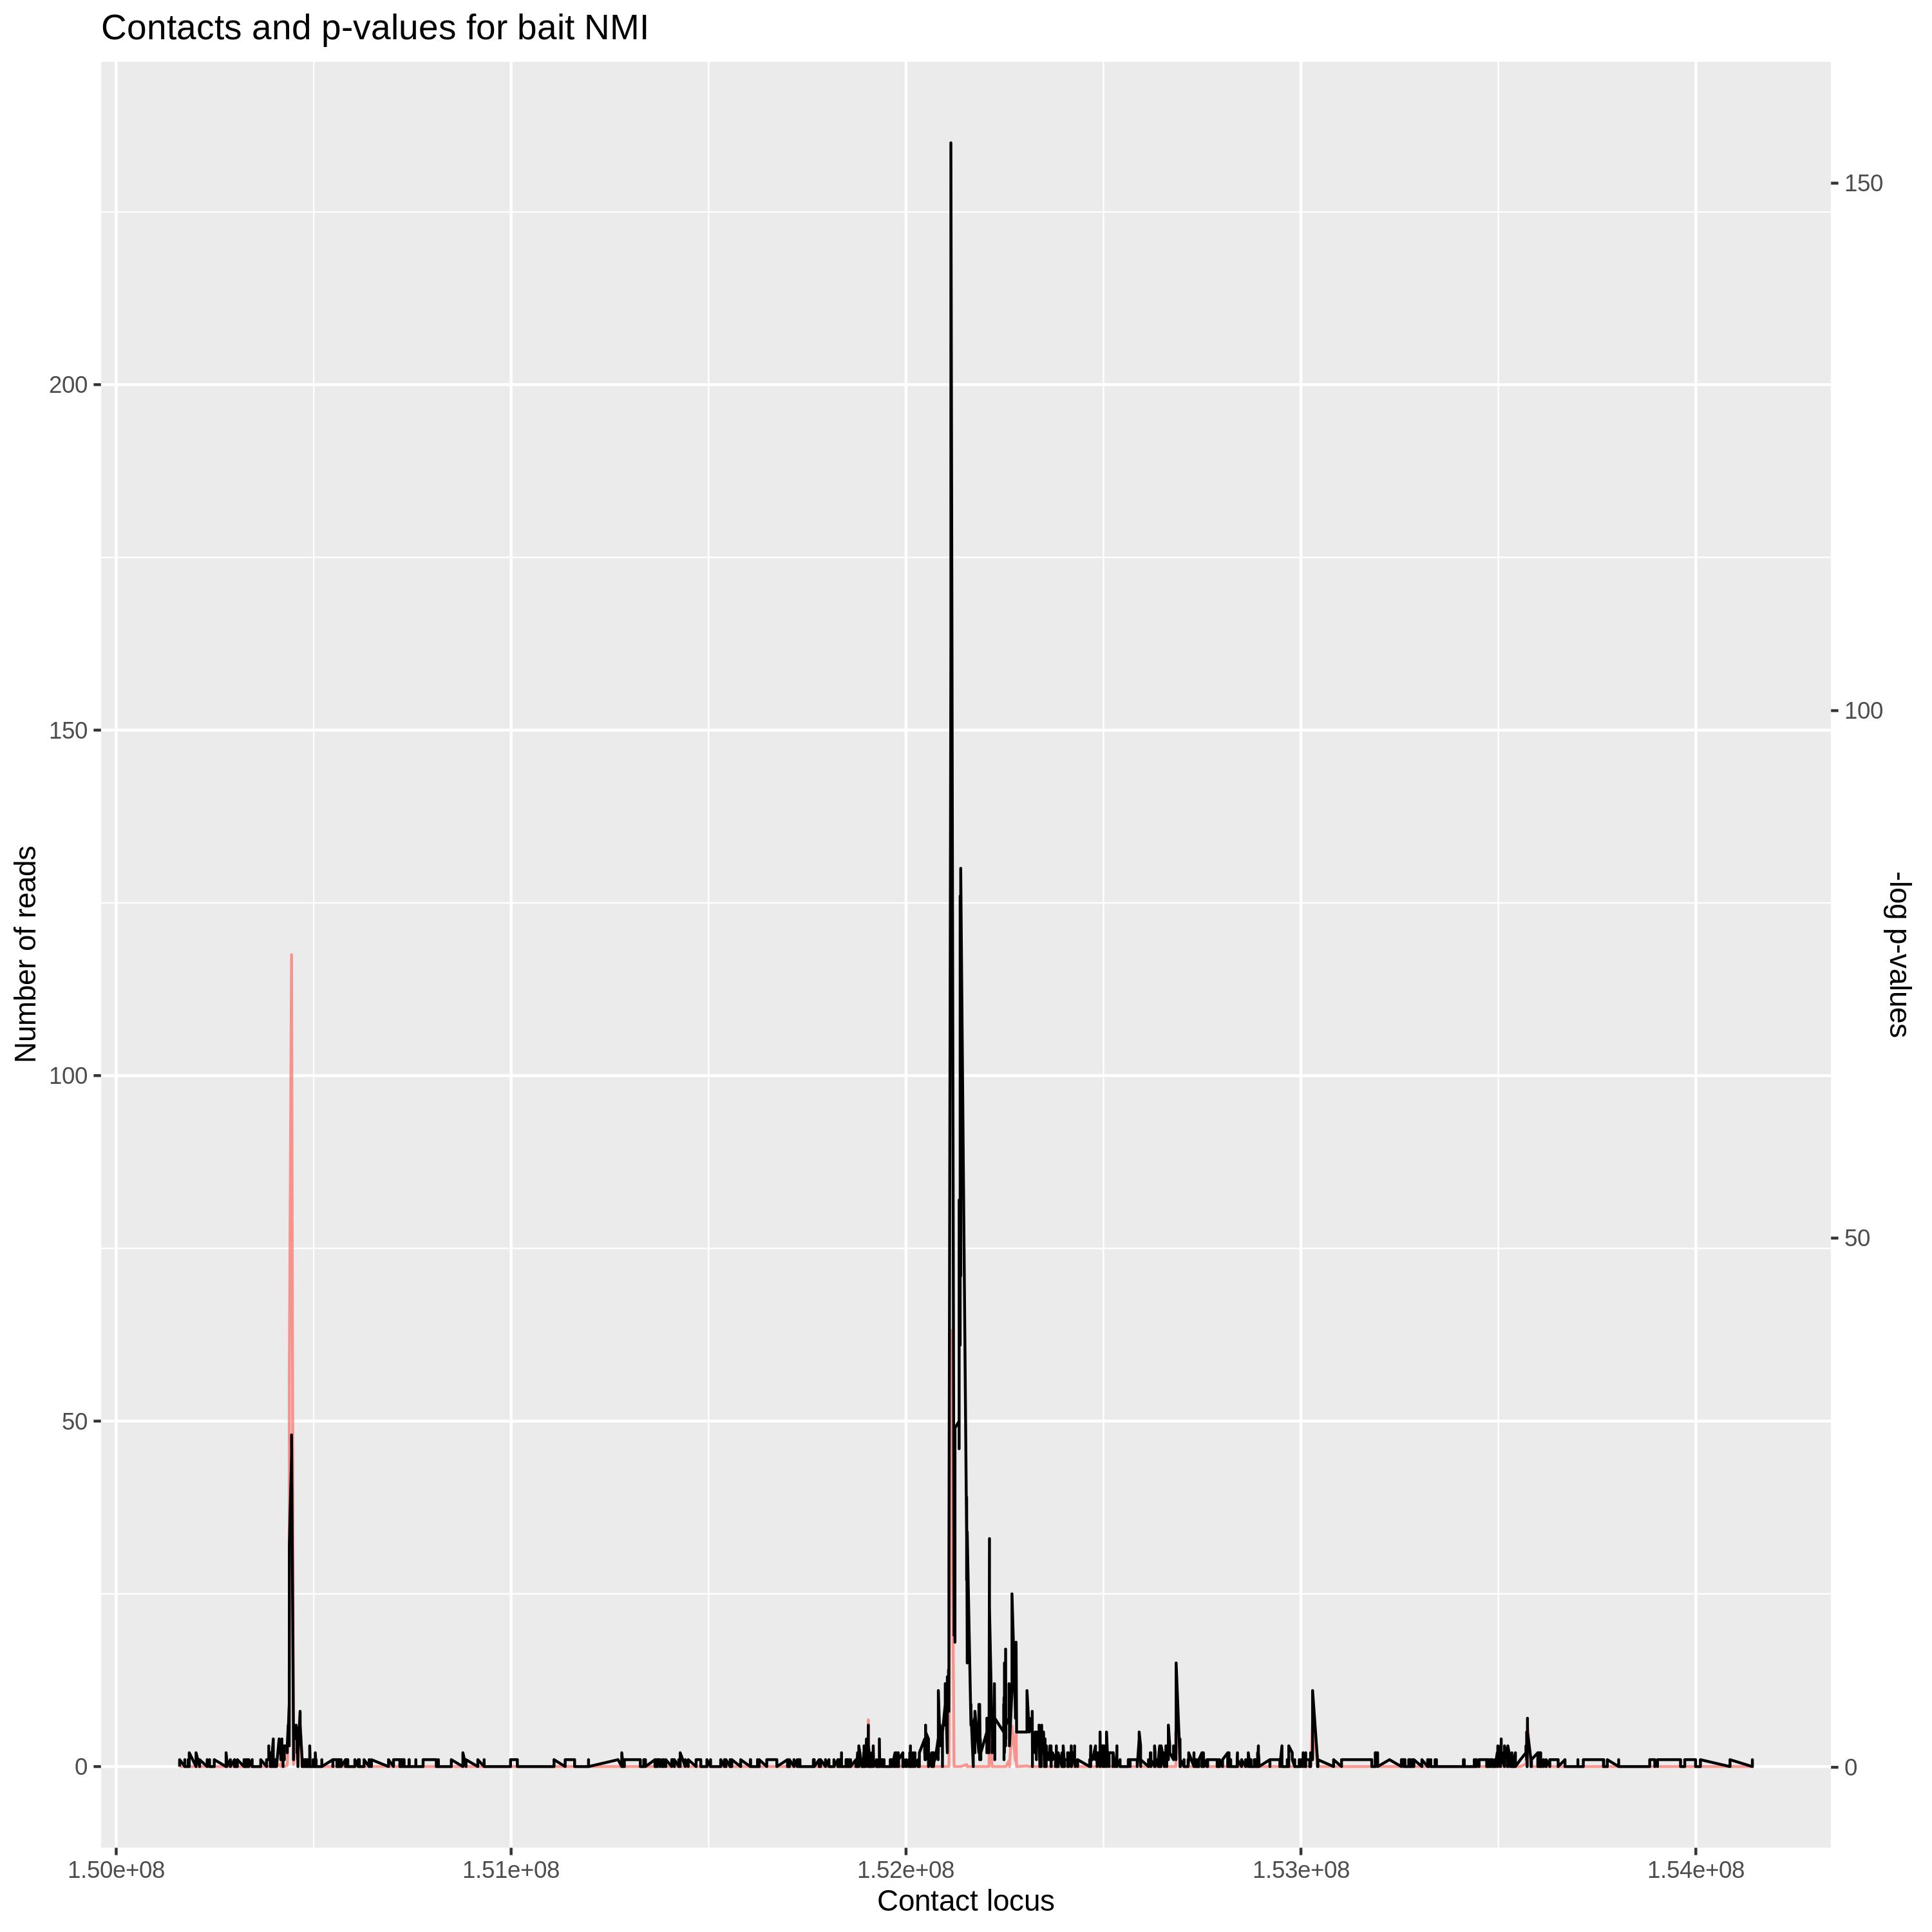 Contacts and p-values for bait NMI
Number of reads
200
150
100
50
0
150
100
50
0
-log p-values
1.50e+08
1.51e+08
1.52e+08
1.53e+08
1.54e+08
Contact locus